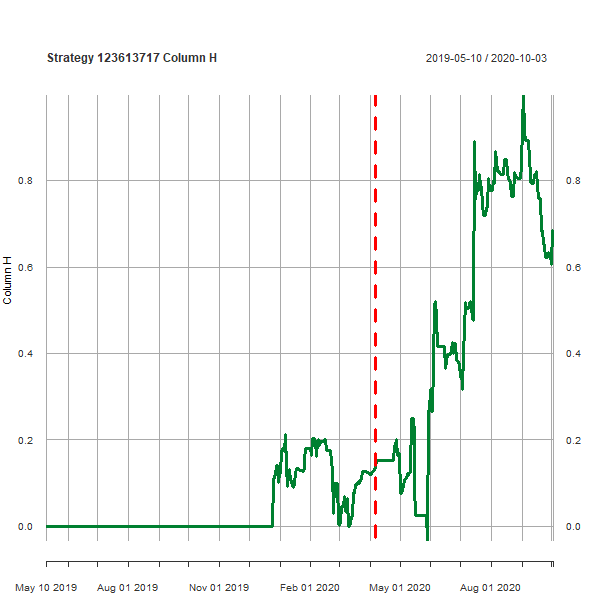 Strategy 123613717 Column H
2019-05-10 / 2020-10-03
0.8
0.8
0.6
0.6
Column H
0.4
0.4
0.2
0.2
0.0
0.0
May 10 2019
Aug 01 2019
Nov 01 2019
Feb 01 2020
May 01 2020
Aug 01 2020